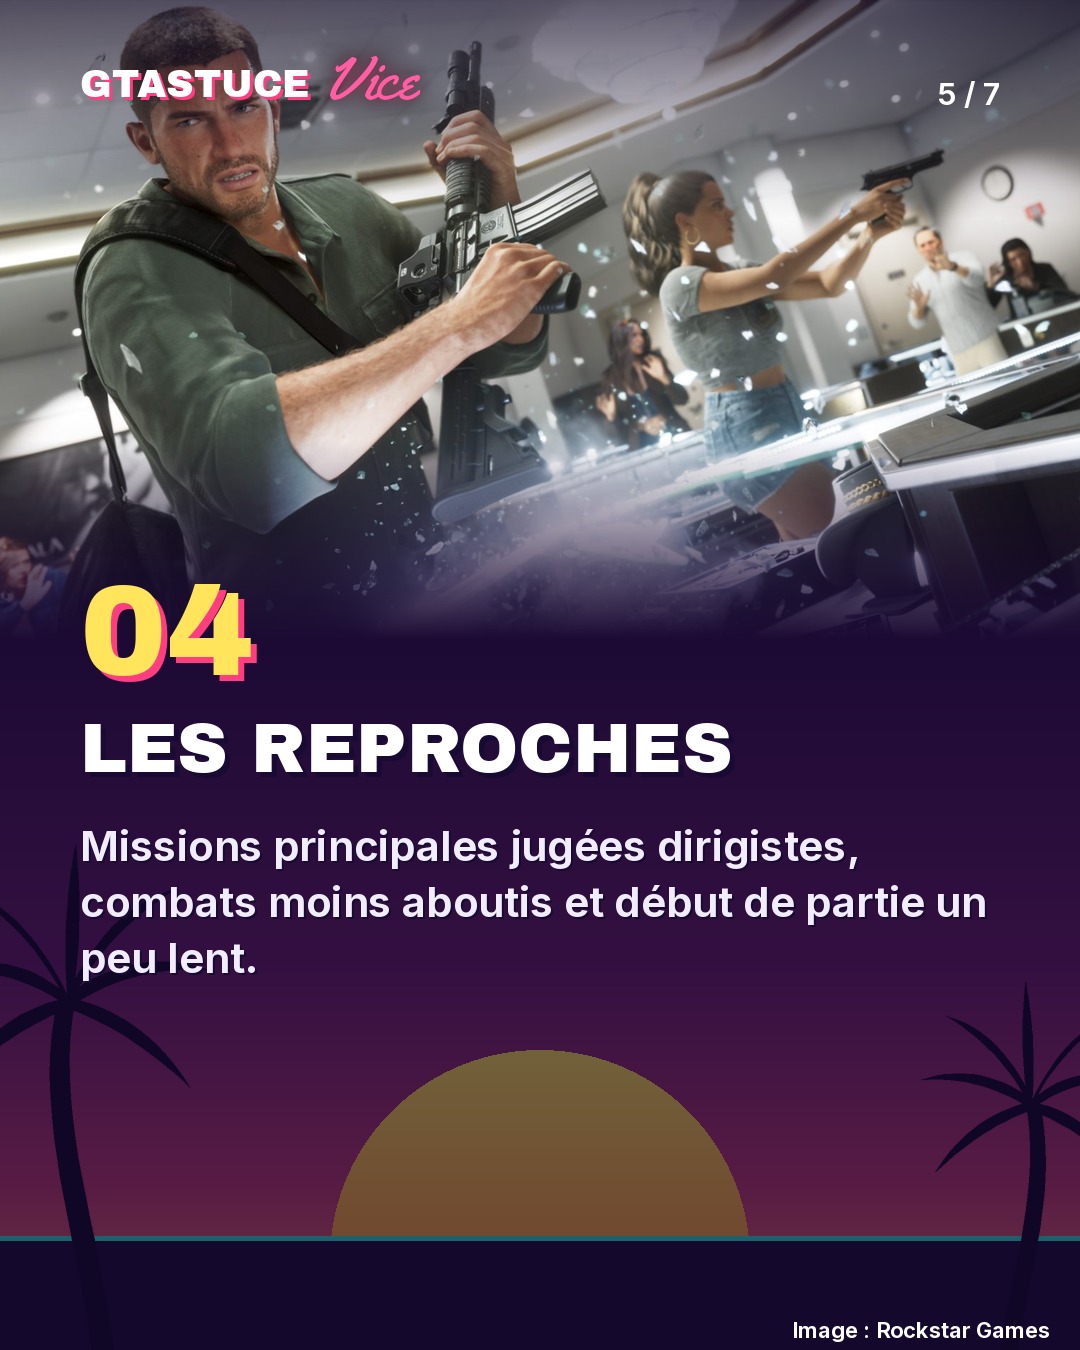 GTASTUCE Vice
5 / 7
04
LES REPROCHES
Missions principales jugées dirigistes,
combats moins aboutis et début de partie un
peu lent.
Image : Rockstar Games